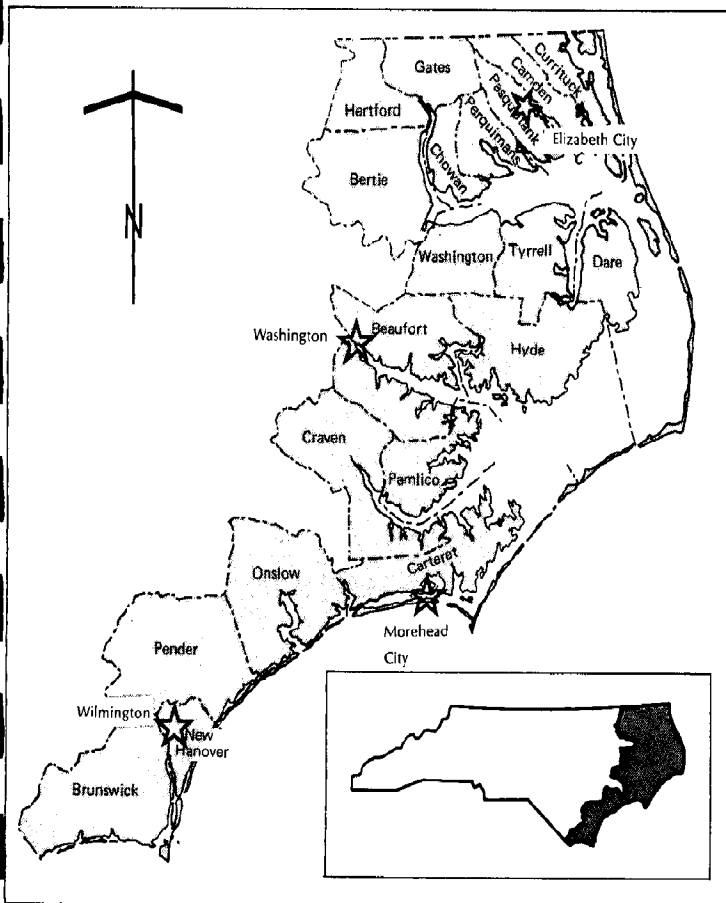 Gates
Currituck
Camden
Pasquotank
Perquimans
Hertford
Elizabeth City
Chowan
Bertie
N
Washington
Tyrrell
Dare
Washington
Beaufort
Hyde
Craven
Pamlico
Onslow
Carteret
Morehead
City
Pender
Wilmington
New
Hanover
Brunswick